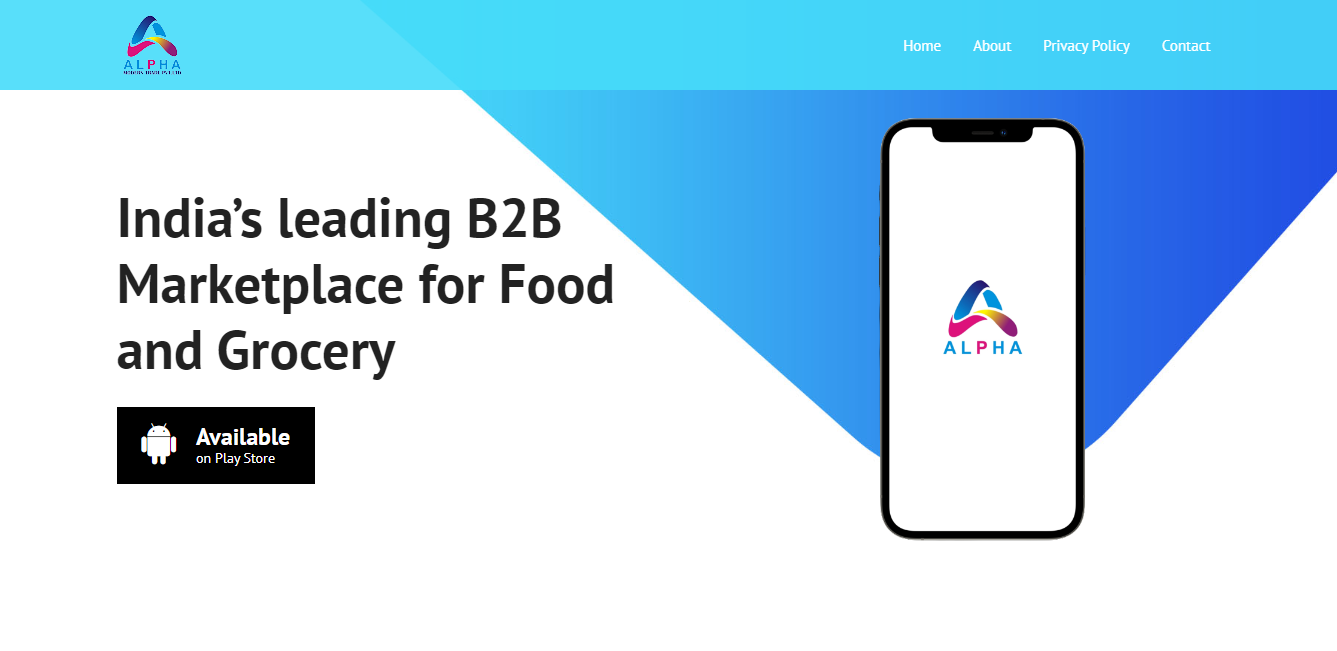 ALPHA
Home
About
Privacy Policy
Contact
India’s leading B2B
Marketplace for Food
and Grocery
Available
on Play Store
ALPHA